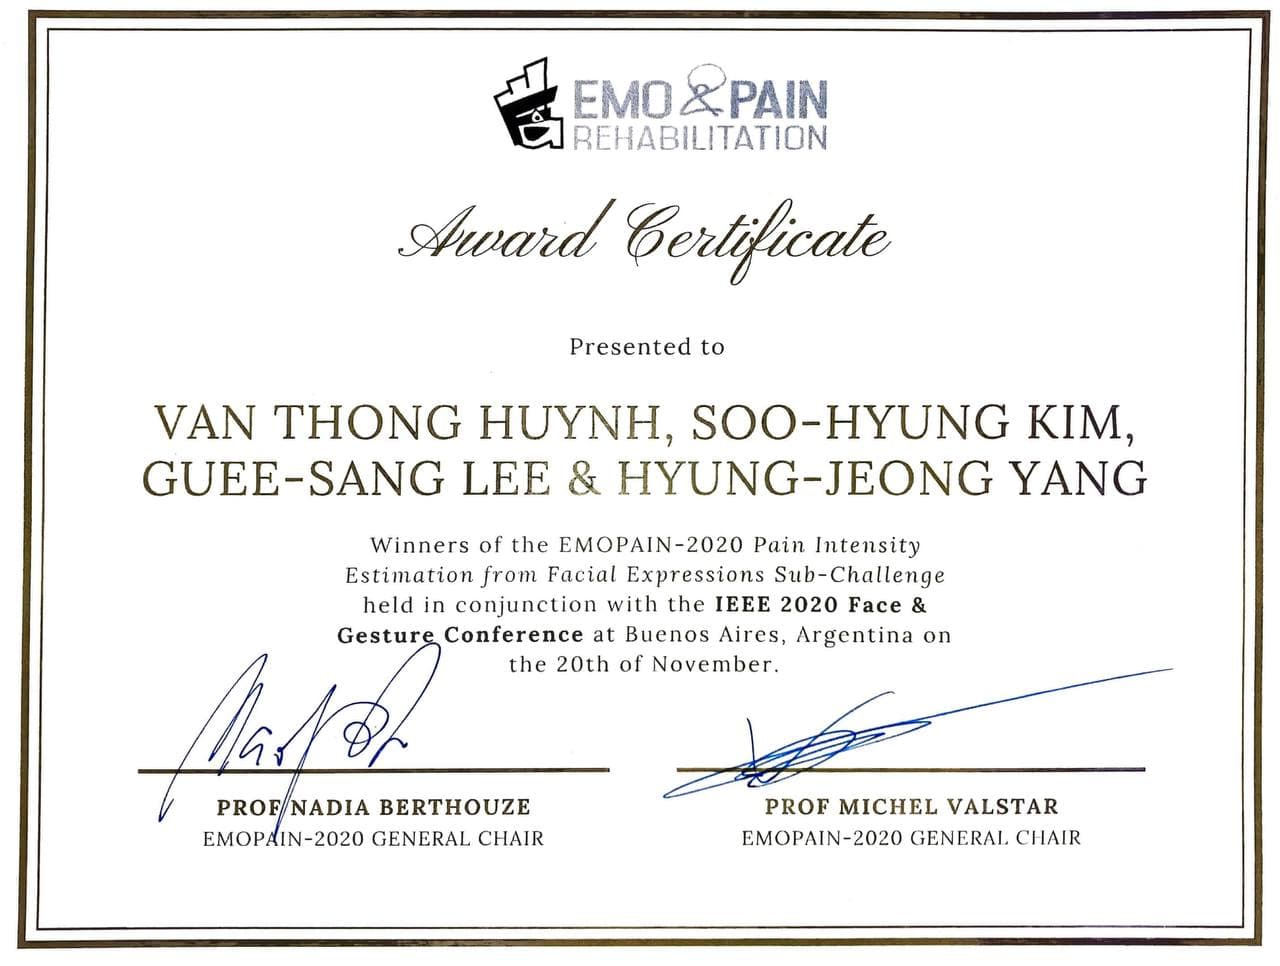 EMO & PAIN
REHABILITATION
Award Certificate
Presented to
VAN THONG HUYNH, SOO-HYUNG KIM,
GUEE-SANG LEE & HYUNG-JEONG YANG
Winners of the EMOPAIN-2020 Pain Intensity
Estimation from Facial Expressions Sub-Challenge
held in conjunction with the IEEE 2020 Face &
Gesture Conference at Buenos Aires, Argentina on
the 20th of November.
PROF NADIA BERTHOUZE
EMOPAIN-2020 GENERAL CHAIR
PROF MICHEL VALSTAR
EMOPAIN-2020 GENERAL CHAIR